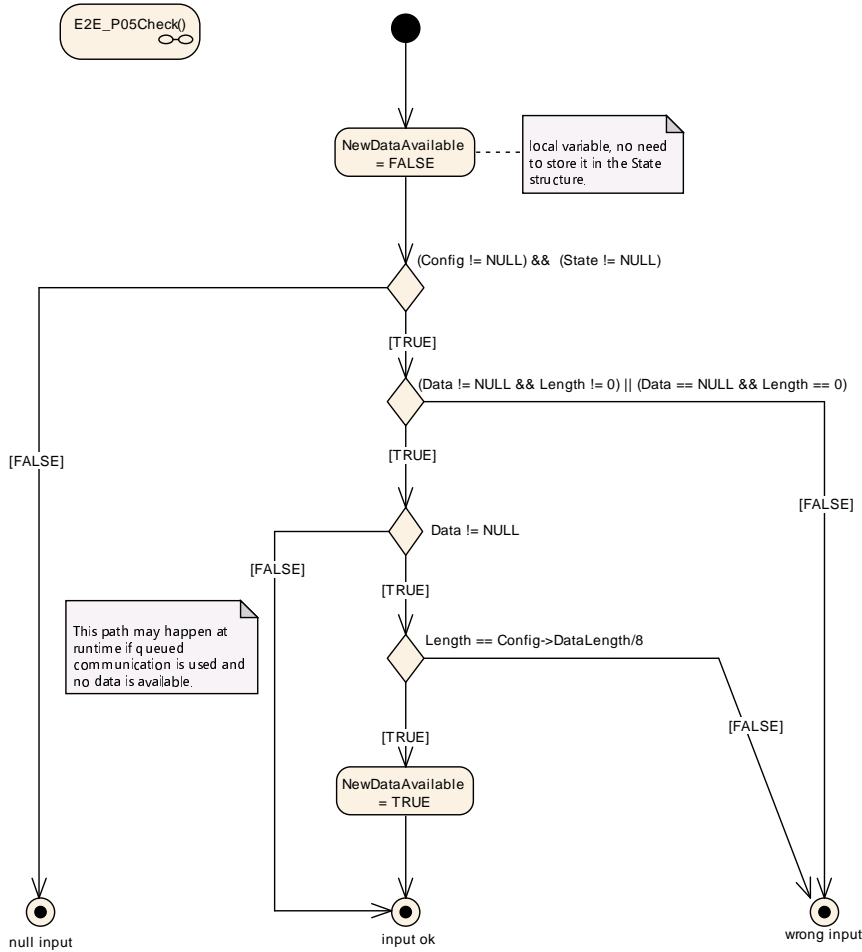 E2E_P05Check()
NewDataAvailable
= FALSE
local variable, no need
to store it in the State
structure.
(Config != NULL) &&  (State != NULL)
[TRUE]
(Data != NULL && Length != 0) || (Data == NULL && Length == 0)
[FALSE]
[TRUE]
[FALSE]
Data != NULL
[FALSE]
[TRUE]
This path may happen at
runtime if queued
communication is used and
no data is available.
Length == Config->DataLength/8
[FALSE]
[TRUE]
NewDataAvailable
= TRUE
null input
input ok
wrong input